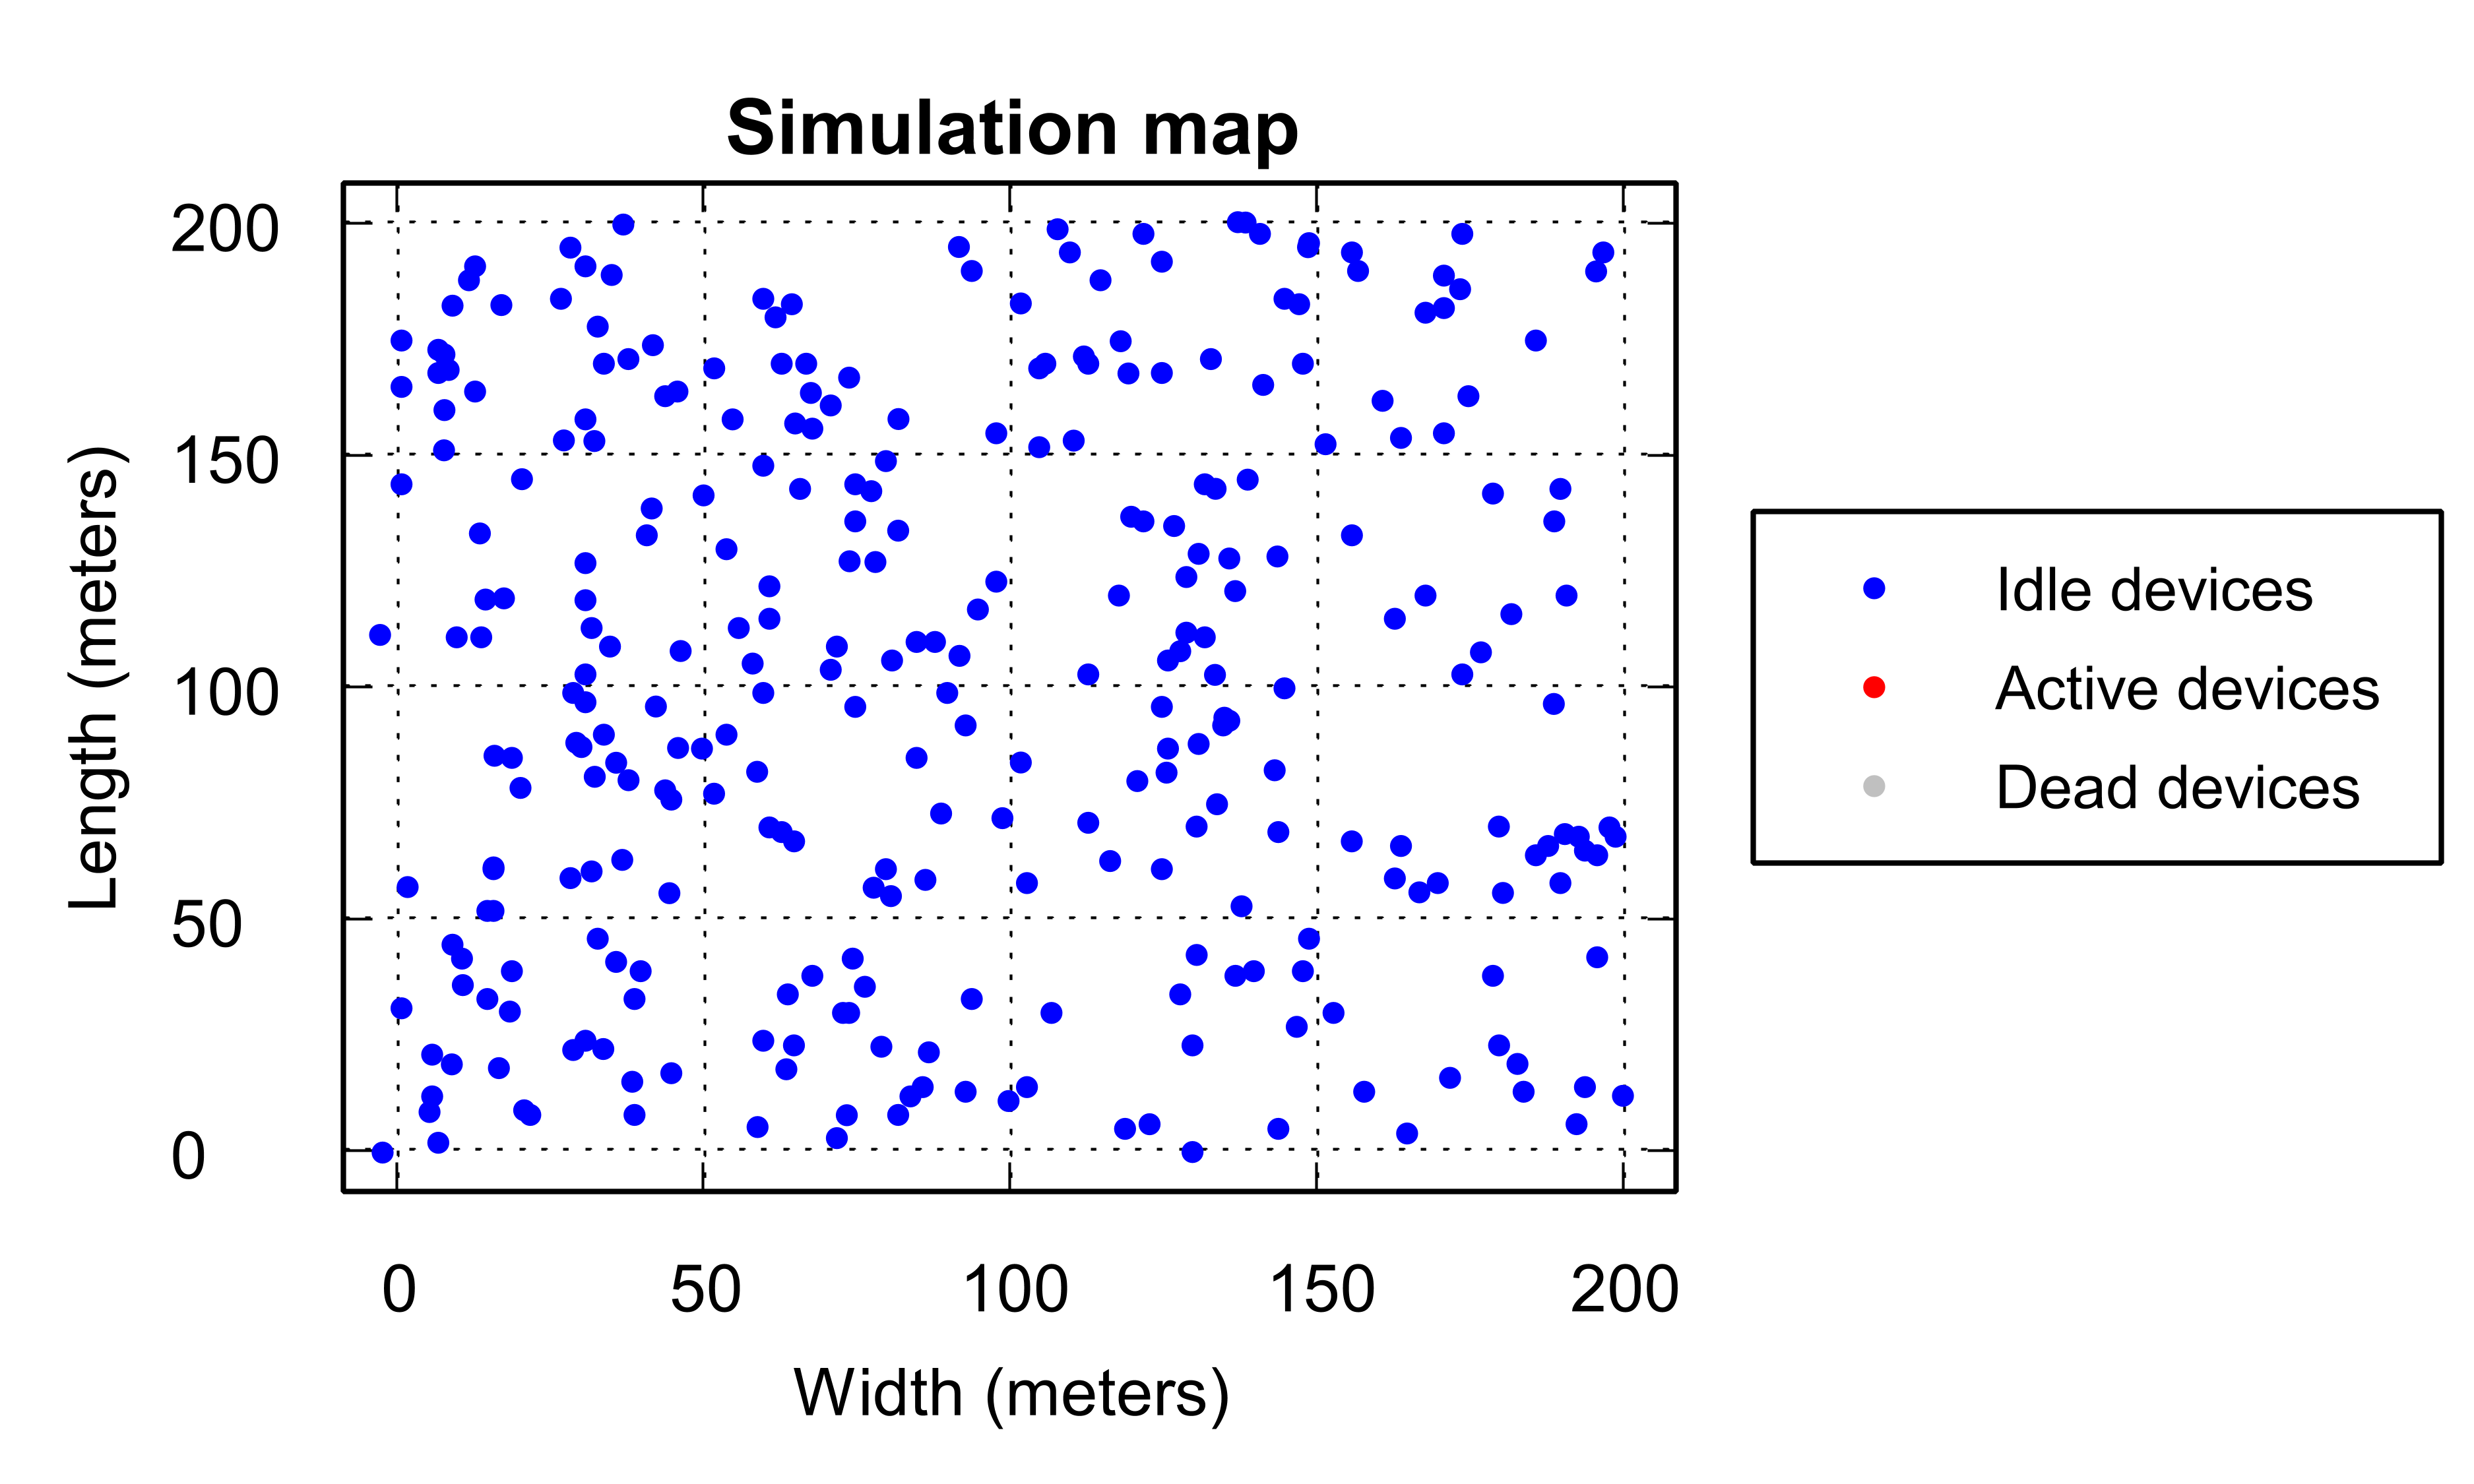 Simulation map
200
150
100
50
0
Length (meters)
0 50 100 150 200
Width (meters)
Idle devices
Active devices
Dead devices